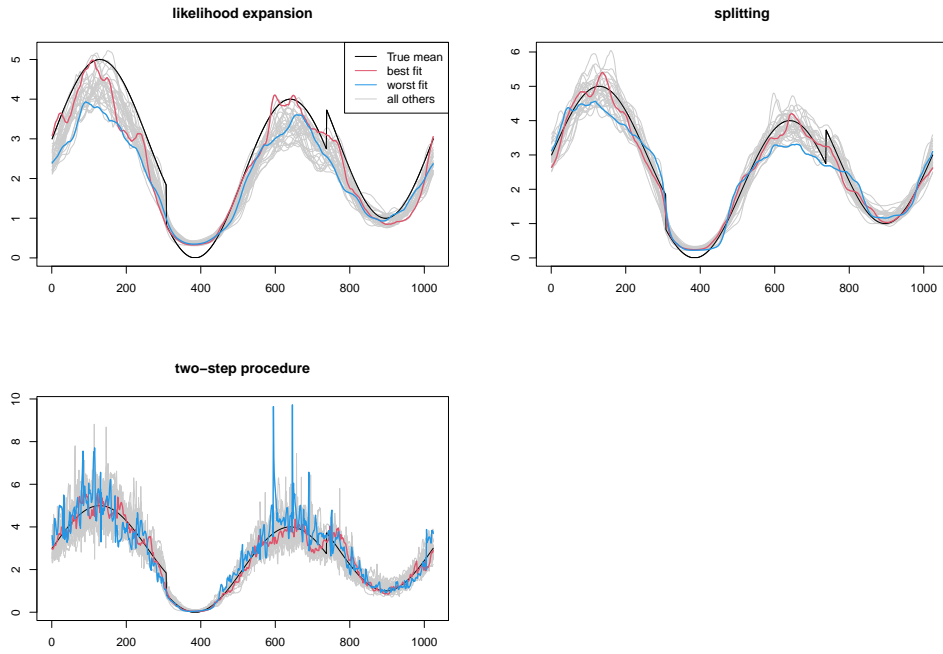 likelihood expansion
5
4
3
2
1
0
True mean
best fit
worst fit
all others
0 200 400 600 800 1000
splitting
6
5
4
3
2
1
0
0 200 400 600 800 1000
two−step procedure
10
8
6
4
2
0
0 200 400 600 800 1000